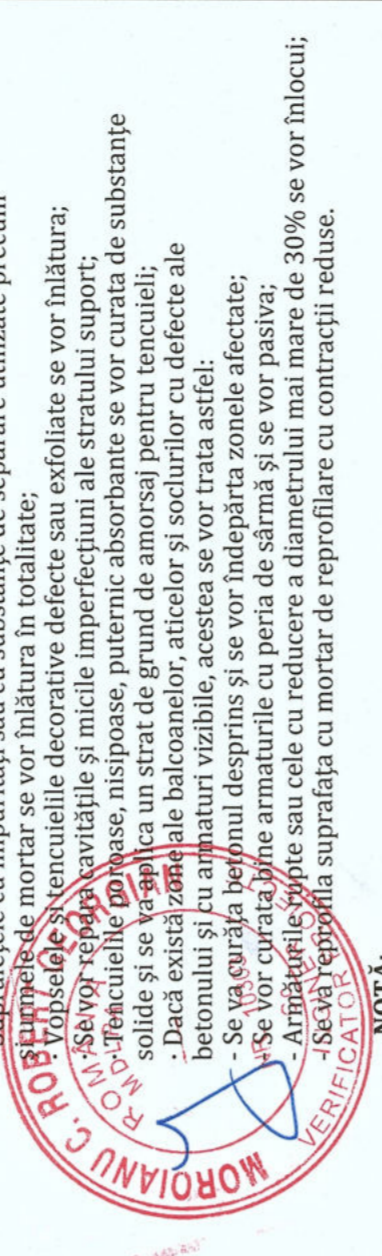 și urmele de mortar se vor înlătura în totalitate;
· Vopselele și tencuielile decorative defecte sau exfoliate se vor înlătura;
· Se vor repara cavitățile și micile imperfecțiuni ale stratului suport;
· Tencuielile poroase, nisipoase, puternic absorbante se vor curata de substanțe
solide și se va aplica un strat de grund de amorsaj pentru tencuieli;
· Dacă există zone ale balcoanelor, aticelor și soclurilor cu defecte ale
betonului și cu armaturi vizibile, acestea se vor trata astfel:
- Se va curăța betonul desprins și se vor îndepărta zonele afectate;
- Se vor curata bine armaturile cu peria de sârmă și se vor pasiva;
- Armăturile rupte sau cele cu reducere a diametrului mai mare de 30% se vor înlocui;
- Se va reprofila suprafața cu mortar de reprofilare cu contracții reduse.
NOTĂ:
MOROIANU C. ROBERT GEORGIAN
ROMÂNIA
VERIFICATOR